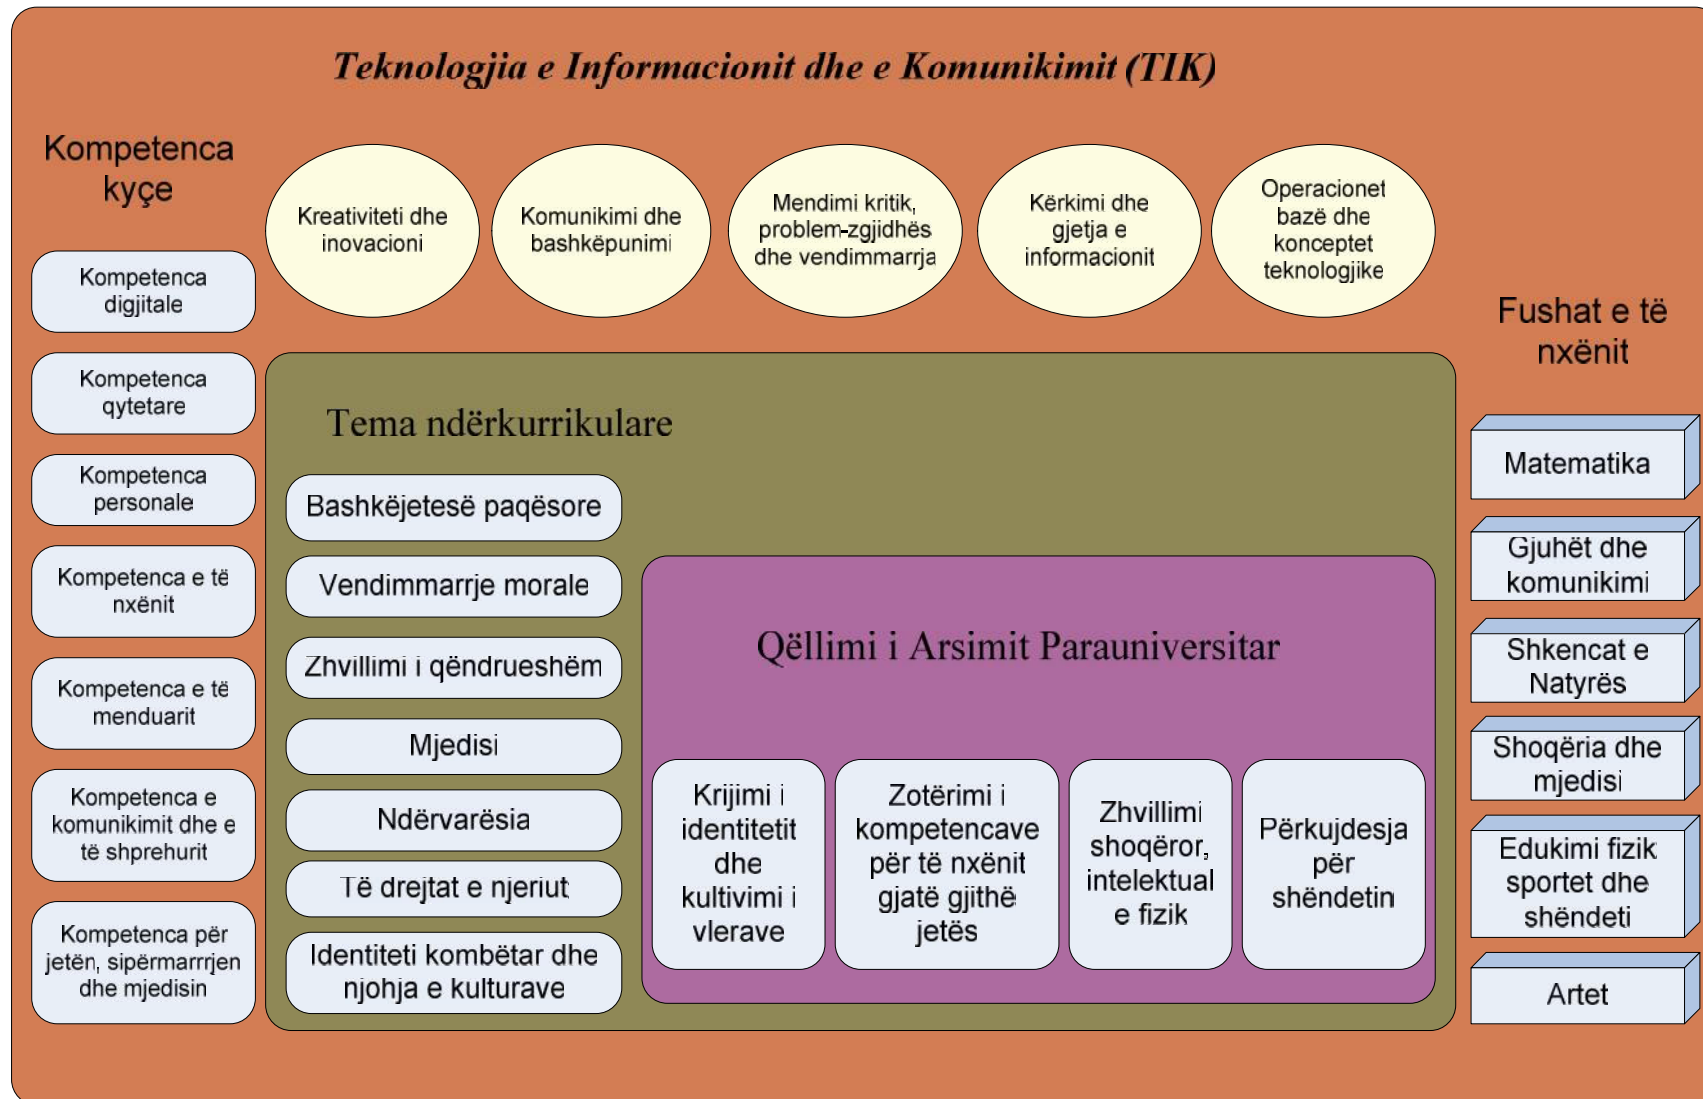 Teknologjia e Informacionit dhe e Komunikimit (TIK)
Kompetenca
kyçe
Kompetenca
digjitale
Kompetenca
qytetare
Kompetenca
personale
Kompetenca e të
nxënit
Kompetenca e të
menduarit
Kompetenca e
komunikimit dhe e
të shprehurit
Kompetenca për
jetën, sipërmarrrjen
dhe mjedisin
Kreativiteti dhe
inovacioni
Komunikimi dhe
bashkëpunimi
Mendimi kritik,
problem-zgjidhës
dhe vendimmarrja
Kërkimi dhe
gjetja e
informacionit
Operacionet
bazë dhe
konceptet
teknologjike
Tema ndërkurrikulare
Bashkëjetesë paqësore
Vendimmarrje morale
Zhvillimi i qëndrueshëm
Mjedisi
Ndërvarësia
Të drejtat e njeriut
Identiteti kombëtar dhe
njohja e kulturave
Qëllimi i Arsimit Parauniversitar
Krijimi i
identitetit
dhe
kultivimi i
vlerave
Zotërimi i
kompetencave
për të nxënit
gjatë gjithë
jetës
Zhvillimi
shoqëror,
intelektual
e fizik
Përkujdesja
për
shëndetin
Fushat e të
nxënit
Matematika
Gjuhët dhe
komunikimi
Shkencat e
Natyrës
Shoqëria dhe
mjedisi
Edukimi fizik
sportet dhe
shëndeti
Artet